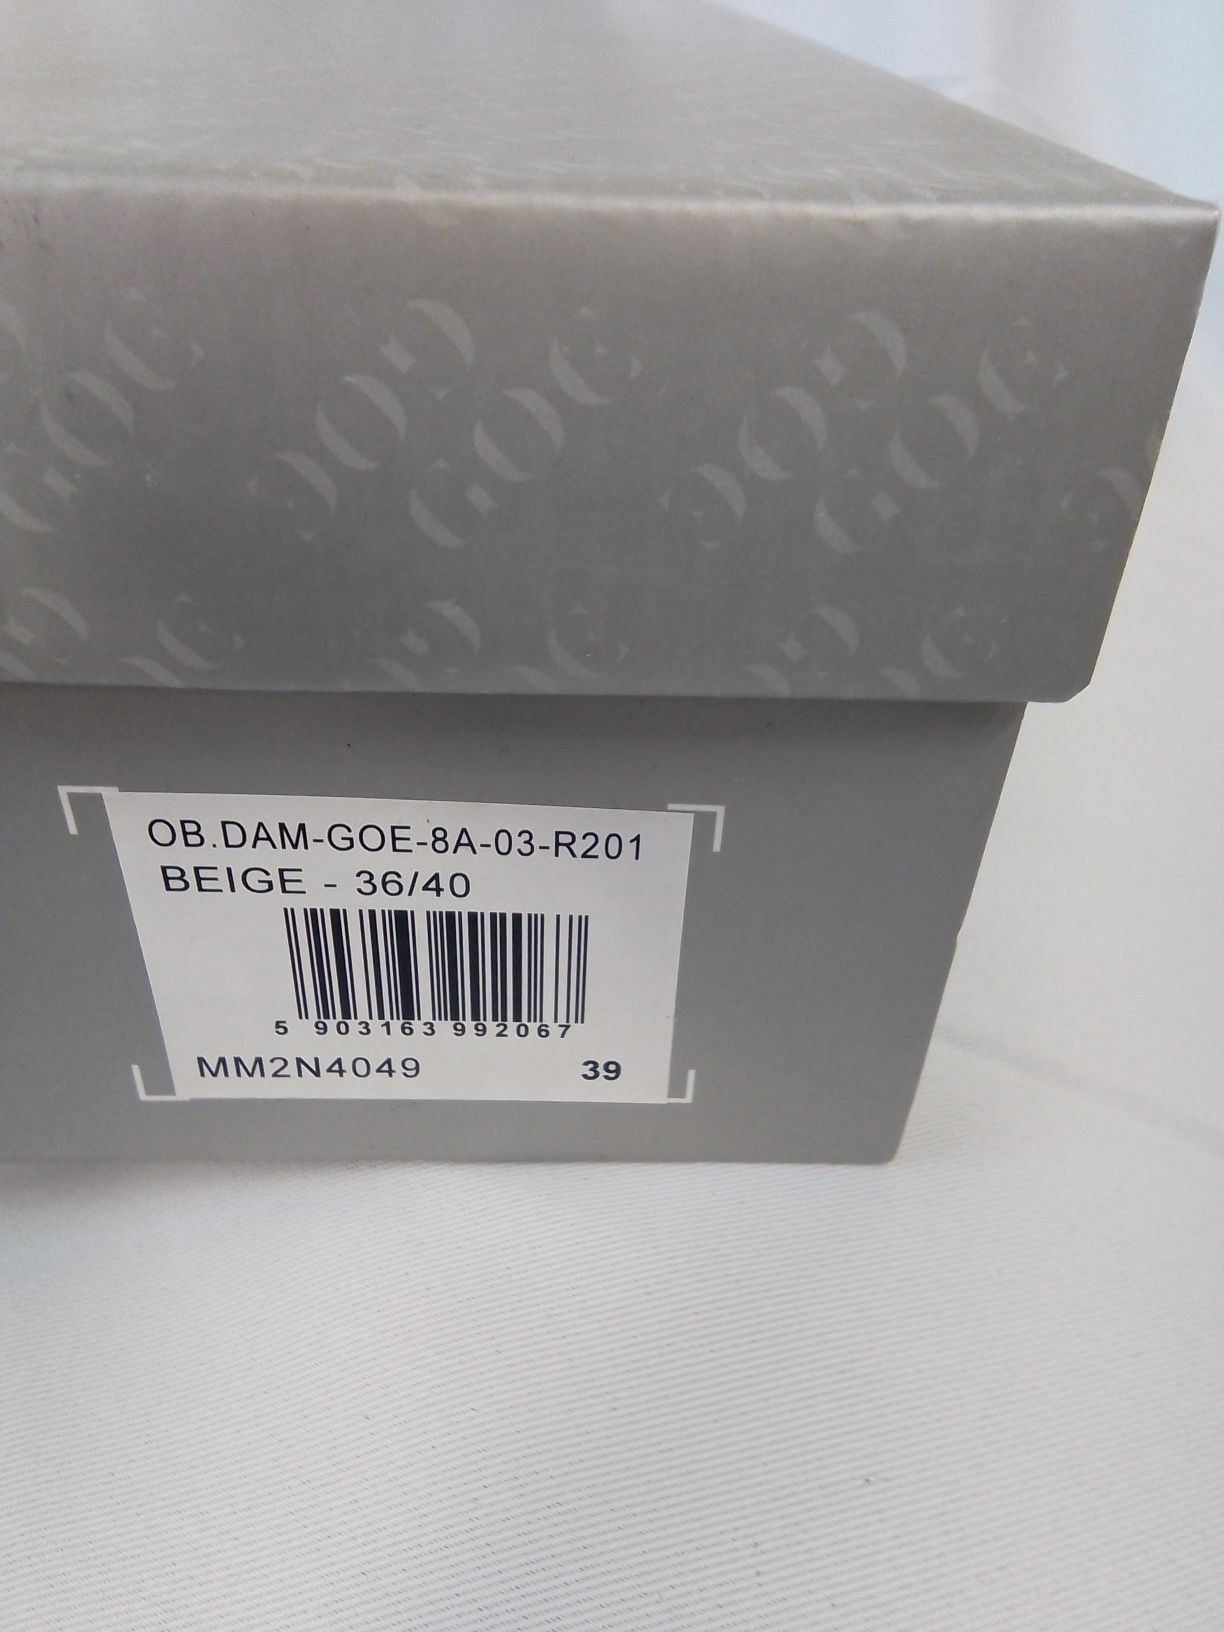 OB.DAM-GOE-8A-03-R201
BEIGE - 36/40
5 903163 992067
MM2N4049 39